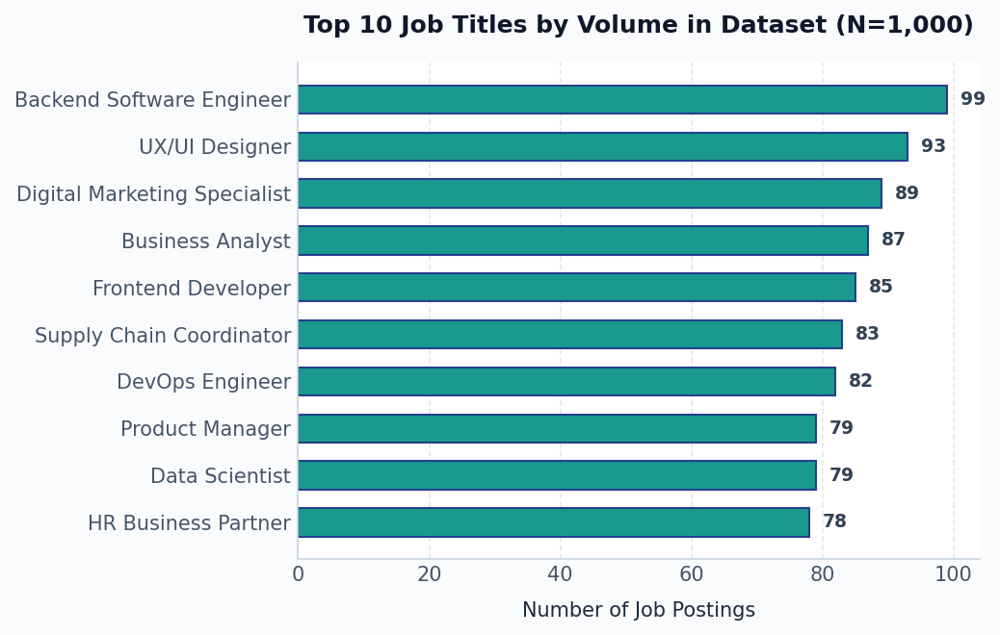 Top 10 Job Titles by Volume in Dataset (N=1,000)
Backend Software Engineer 99
UX/UI Designer 93
Digital Marketing Specialist 89
Business Analyst 87
Frontend Developer 85
Supply Chain Coordinator 83
DevOps Engineer 82
Product Manager 79
Data Scientist 79
HR Business Partner 78
0 20 40 60 80 100
Number of Job Postings